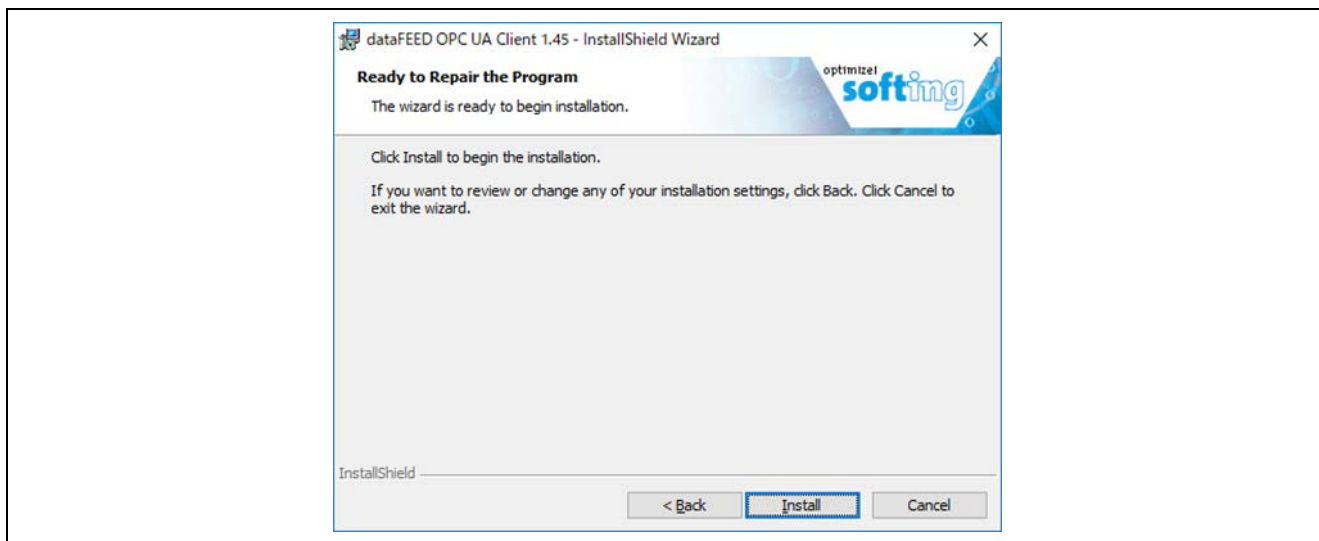 dataFEED OPC UA Client 1.45 - InstallShield Wizard
Ready to Repair the Program
The wizard is ready to begin installation.
optimize!
softing
Click Install to begin the installation.
If you want to review or change any of your installation settings, click Back. Click Cancel to
exit the wizard.
InstallShield
< Back
Install
Cancel